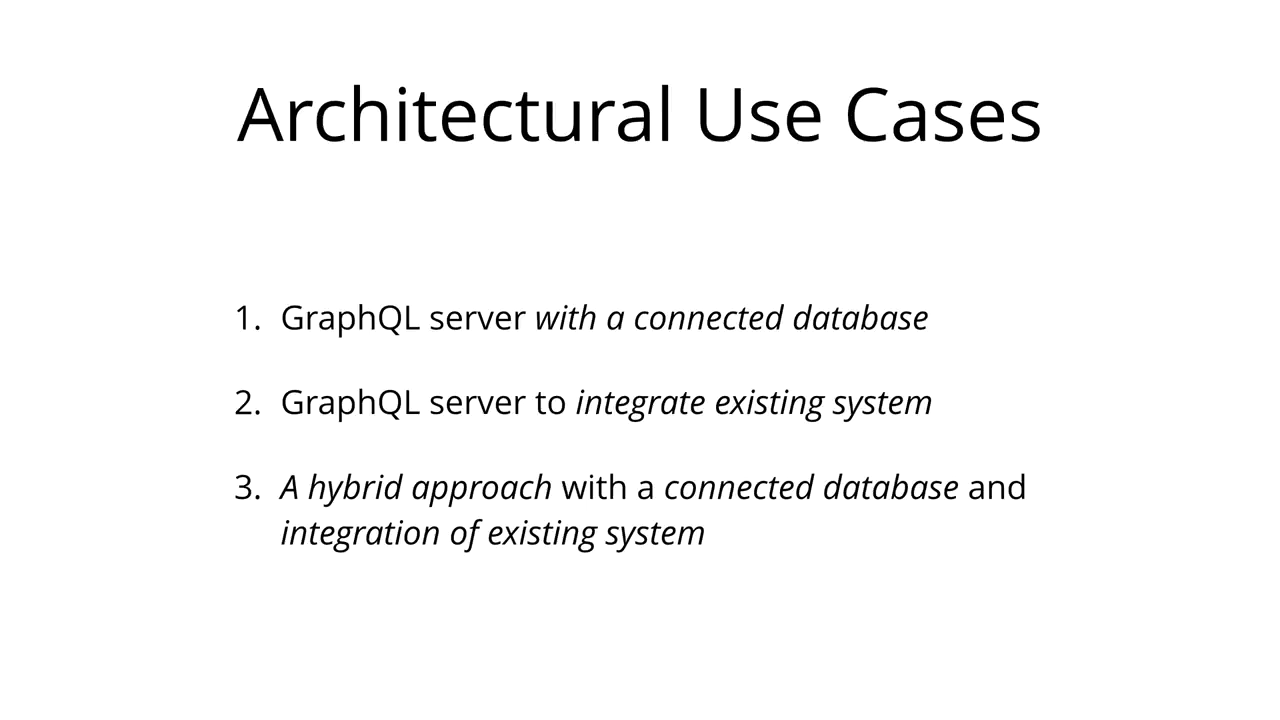 Architectural Use Cases
1. GraphQL server with a connected database
2. GraphQL server to integrate existing system
3. A hybrid approach with a connected database and
integration of existing system